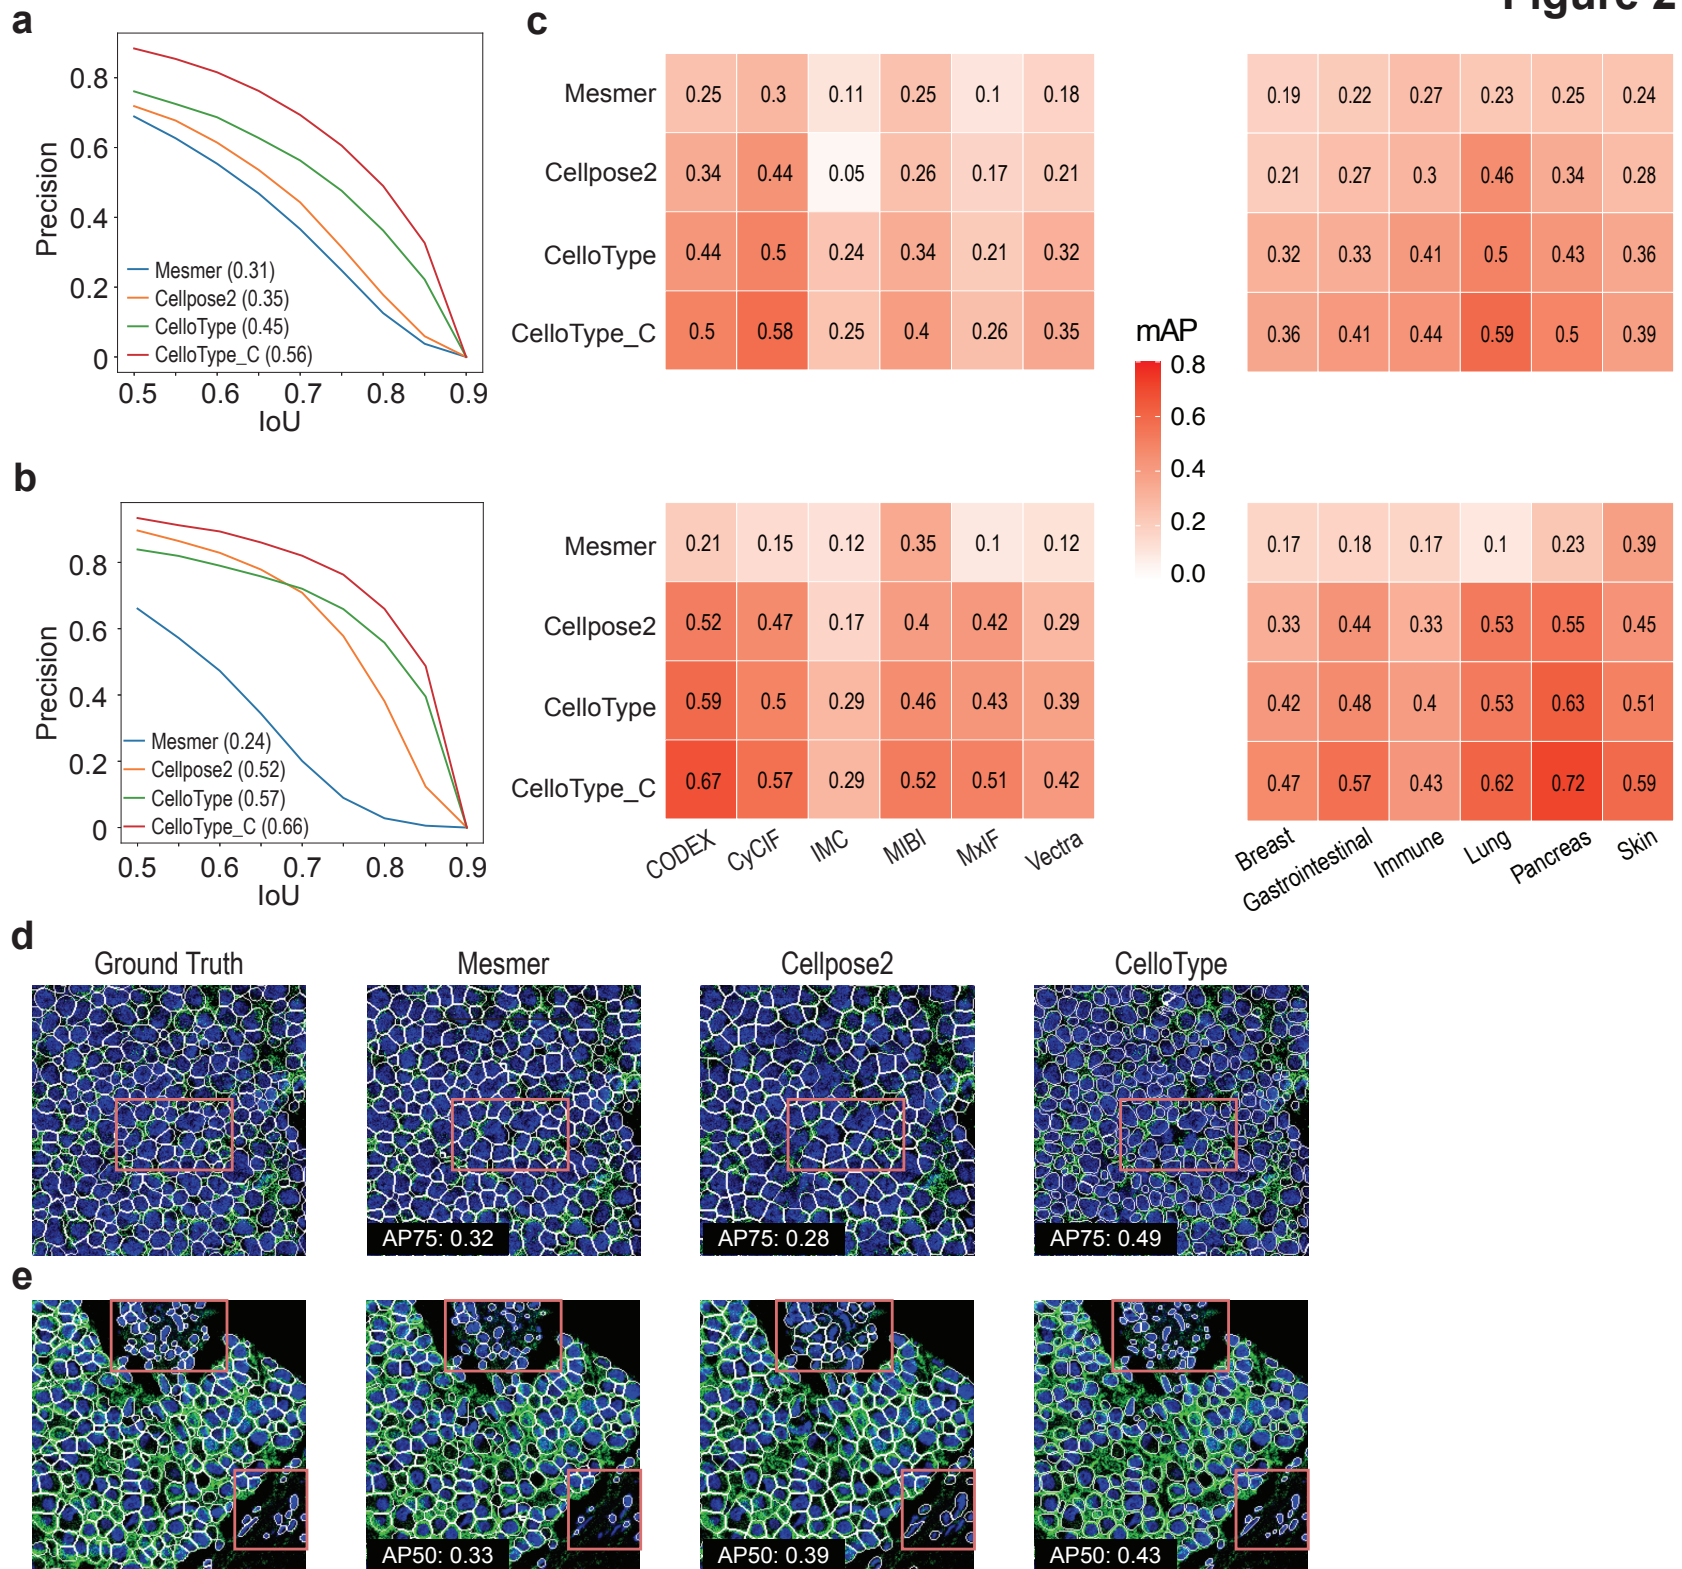 Figure 2
a
Precision
0.8
0.6
0.4
0.2
0
Mesmer (0.31)
Cellpose2 (0.35)
CelloType (0.45)
CelloType_C (0.56)
0.5 0.6 0.7 0.8 0.9
IoU
b
Precision
0.8
0.6
0.4
0.2
0
Mesmer (0.24)
Cellpose2 (0.52)
CelloType (0.57)
CelloType_C (0.66)
0.5 0.6 0.7 0.8 0.9
IoU
c
Mesmer 0.25 0.3 0.11 0.25 0.1 0.18
Cellpose2 0.34 0.44 0.05 0.26 0.17 0.21
CelloType 0.44 0.5 0.24 0.34 0.21 0.32
CelloType_C 0.5 0.58 0.25 0.4 0.26 0.35
0.19 0.22 0.27 0.23 0.25 0.24
0.21 0.27 0.3 0.46 0.34 0.28
0.32 0.33 0.41 0.5 0.43 0.36
0.36 0.41 0.44 0.59 0.5 0.39
mAP
0.8
0.6
0.4
0.2
0.0
Mesmer 0.21 0.15 0.12 0.35 0.1 0.12
Cellpose2 0.52 0.47 0.17 0.4 0.42 0.29
CelloType 0.59 0.5 0.29 0.46 0.43 0.39
CelloType_C 0.67 0.57 0.29 0.52 0.51 0.42
CODEX CyCIF IMC MIBI MxIF Vectra
0.17 0.18 0.17 0.1 0.23 0.39
0.33 0.44 0.33 0.53 0.55 0.45
0.42 0.48 0.4 0.53 0.63 0.51
0.47 0.57 0.43 0.62 0.72 0.59
Breast Gastrointestinal Immune Lung Pancreas Skin
d
Ground Truth Mesmer Cellpose2 CelloType
AP75: 0.32 AP75: 0.28 AP75: 0.49
e
AP50: 0.33 AP50: 0.39 AP50: 0.43